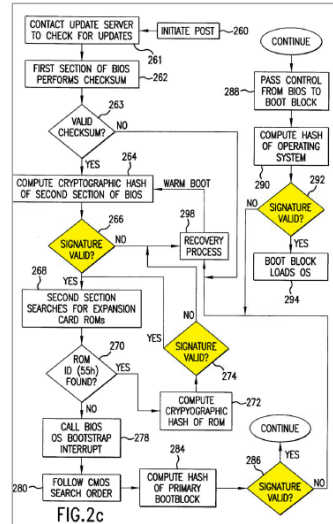 CONTACT UPDATE SERVER
TO CHECK FOR UPDATES
INITIATE POST
260
261
262
FIRST SECTION OF BIOS
PERFORMS CHECKSUM
263
VALID
CHECKSUM?
NO
YES
264
COMPUTE CRYPTOGRAPHIC HASH
OF SECOND SECTION OF BIOS
WARM BOOT
266
SIGNATURE
VALID?
NO
YES
298
RECOVERY
PROCESS
268
SECOND SECTION
SEARCHES FOR EXPANSION
CARD ROMs
NO
YES
SIGNATURE
VALID?
274
270
ROM
ID (55h)
FOUND?
YES
NO
COMPUTE
CRYPYOGRAPHIC
HASH OF ROM
272
CALL BIOS
OS BOOTSTRAP
INTERRUPT
278
280
FOLLOW CMOS
SEARCH ORDER
284
COMPUTE HASH
OF PRIMARY
BOOTBLOCK
286
SIGNATURE
VALID?
YES
NO
CONTINUE
CONTINUE
288
PASS CONTROL
FROM BIOS TO
BOOT BLOCK
COMPUTE HASH
OF OPERATING
SYSTEM
290
292
SIGNATURE
VALID?
NO
YES
BOOT BLOCK
LOADS OS
294
FIG.2c